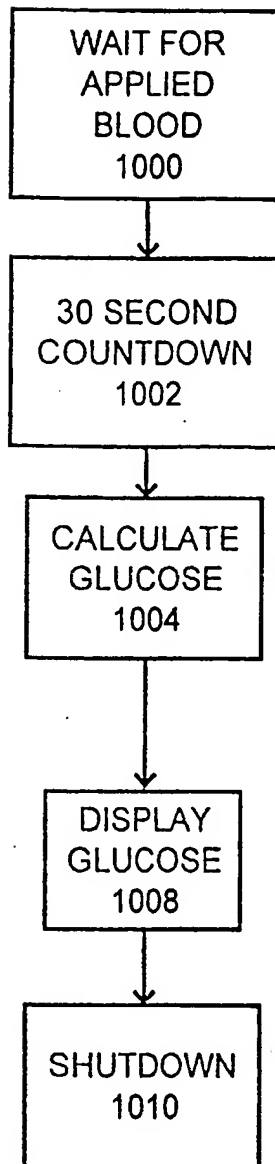 WAIT FOR
APPLIED
BLOOD
1000
30 SECOND
COUNTDOWN
1002
CALCULATE
GLUCOSE
1004
DISPLAY
GLUCOSE
1008
SHUTDOWN
1010